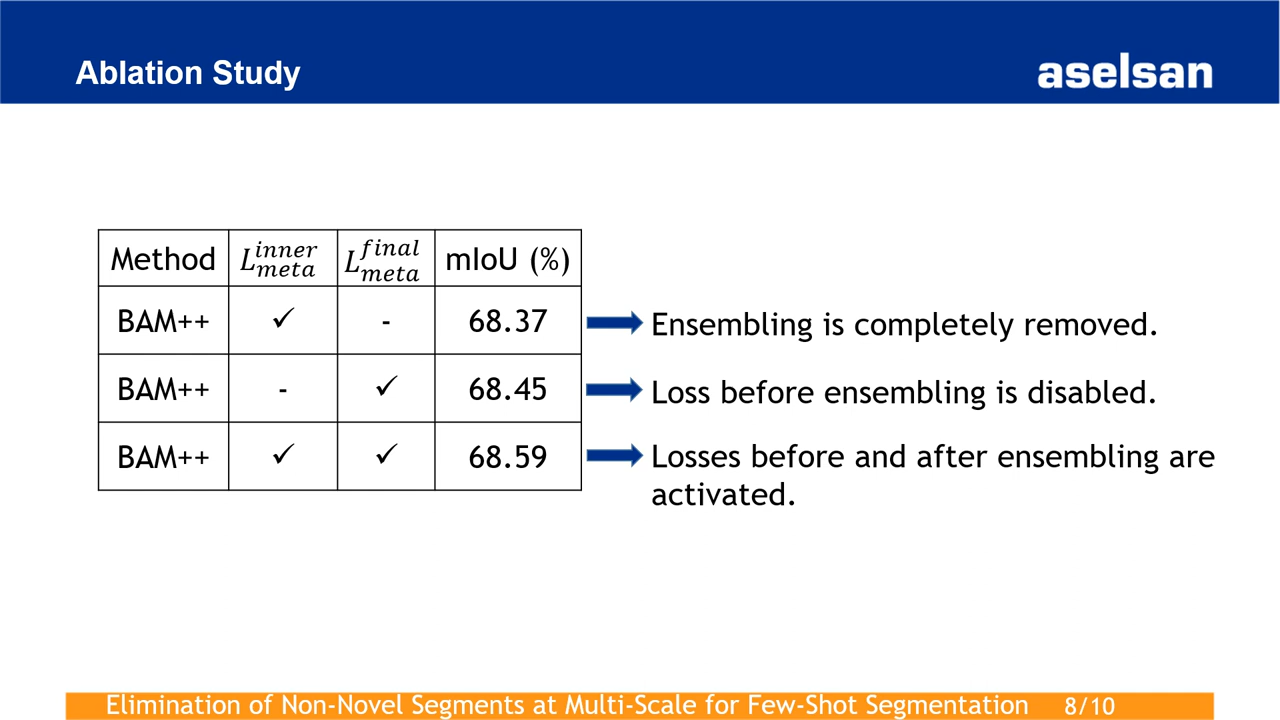 Ablation Study
aselsan
Method $L_{meta}^{inner}$ $L_{meta}^{final}$ mIoU (%)
BAM++ ✓ - 68.37
Ensembling is completely removed.
BAM++ - ✓ 68.45
Loss before ensembling is disabled.
BAM++ ✓ ✓ 68.59
Losses before and after ensembling are
activated.
Elimination of Non-Novel Segments at Multi-Scale for Few-Shot Segmentation 8/10